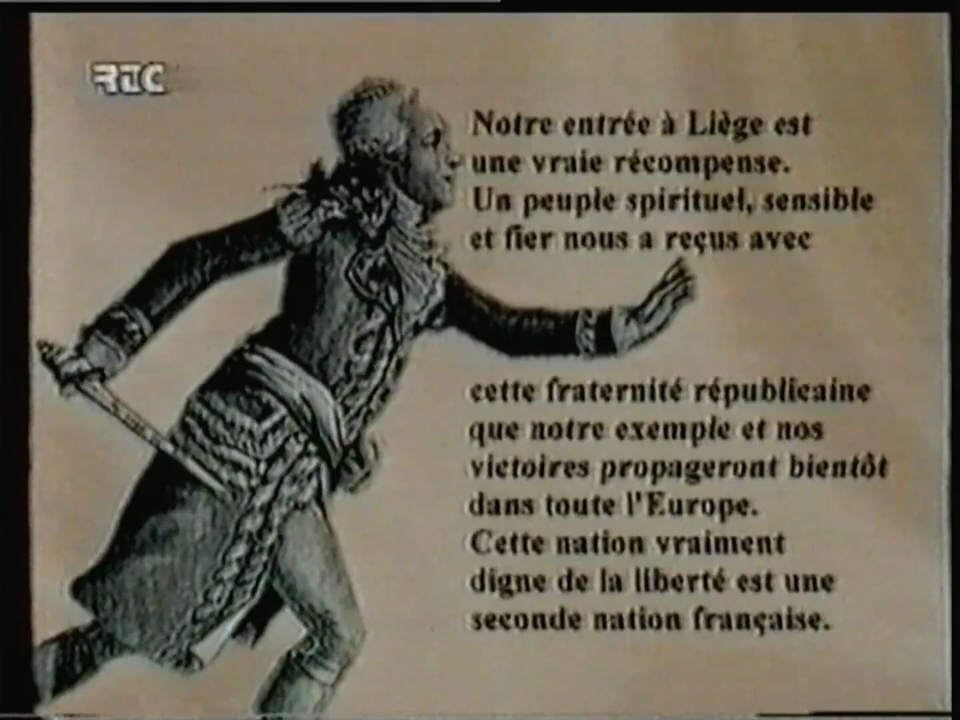 RTC
Notre entrée à Liège est
une vraie récompense.
Un peuple spirituel, sensible
et fier nous a reçus avec
cette fraternité républicaine
que notre exemple et nos
victoires propageront bientôt
dans toute l'Europe.
Cette nation vraiment
digne de la liberté est une
seconde nation française.